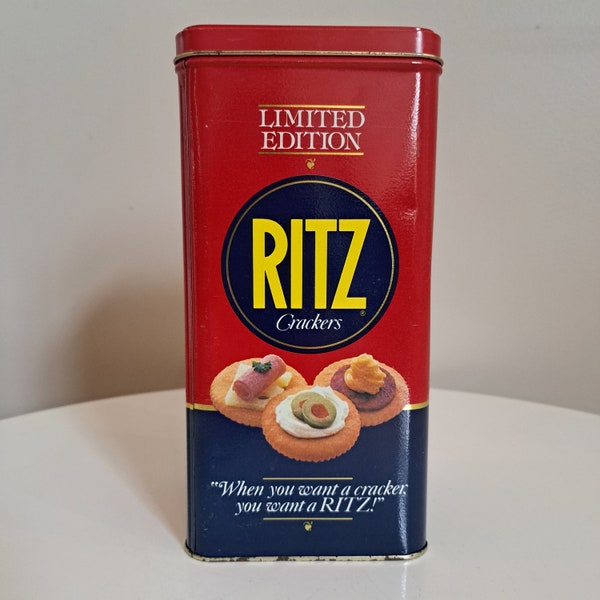 LIMITED
EDITION
RITZ®
Crackers
"When you want a cracker,
you want a RITZ!"